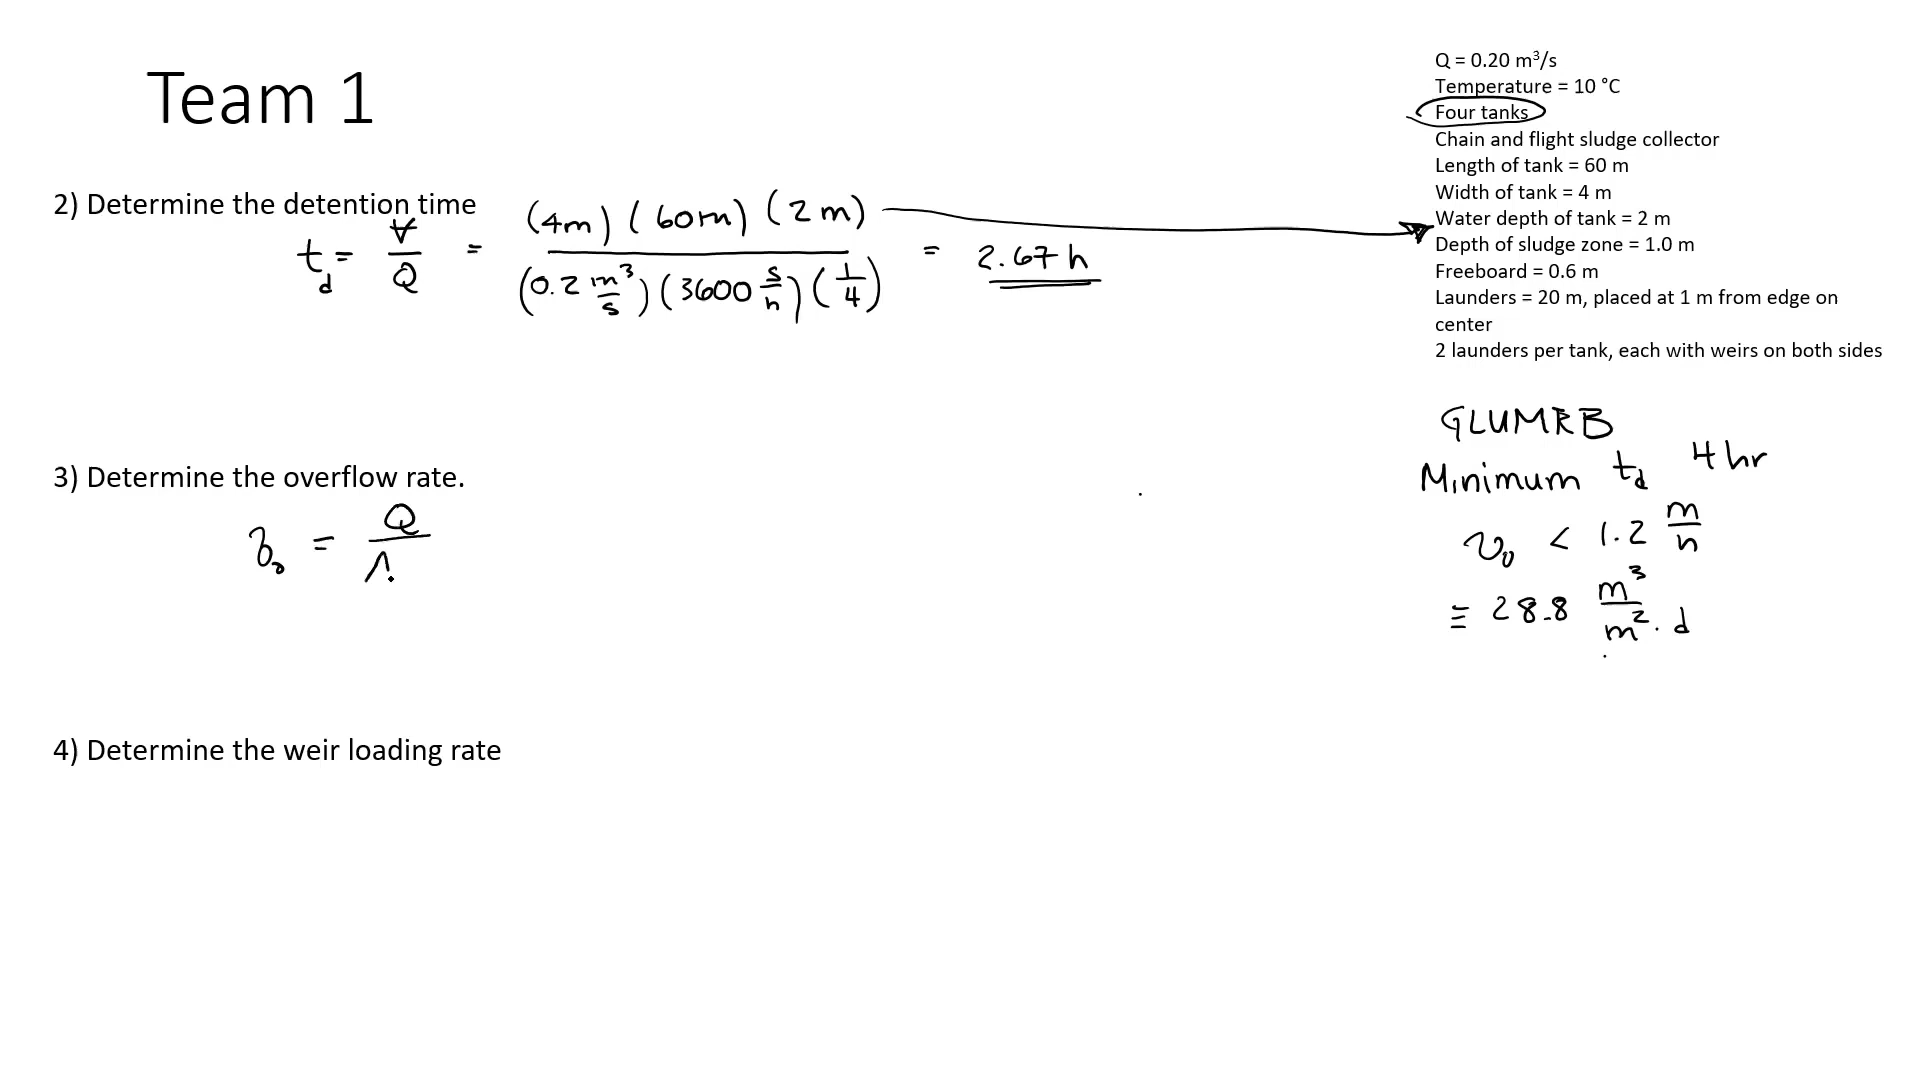 Team 1
Q = 0.20 m³/s
Temperature = 10 °C
Four tanks
Chain and flight sludge collector
Length of tank = 60 m
Width of tank = 4 m
Water depth of tank = 2 m
Depth of sludge zone = 1.0 m
Freeboard = 0.6 m
Launders = 20 m, placed at 1 m from edge on
center
2 launders per tank, each with weirs on both sides
2) Determine the detention time
t_d = V/Q = (4m)(60m)(2m) / (0.2 m³/s)(3600 s/h)(1/4) = 2.67 h
GLUMRB
Minimum t_d 4 hr
v_o < 1.2 m/h
≡ 28.8 m³/m²·d
3) Determine the overflow rate.
q_o = Q/
4) Determine the weir loading rate